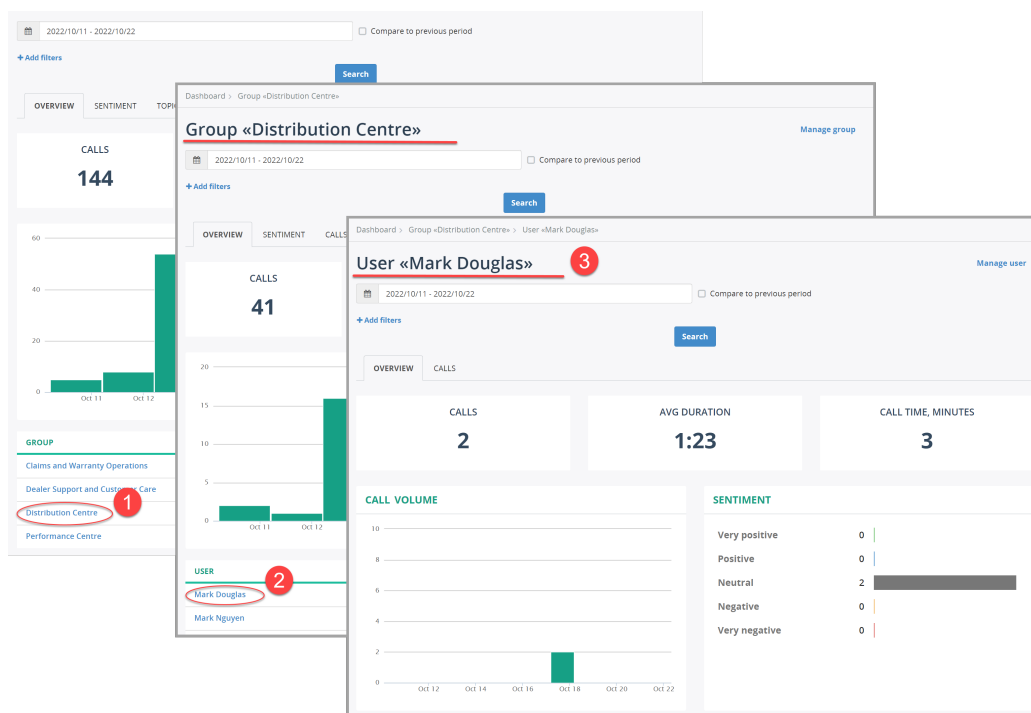 2022/10/11 - 2022/10/22
Compare to previous period
+ Add filters
Search
OVERVIEW SENTIMENT
CALLS
144
60
40
20
0
Oct 11 Oct 12
GROUP
Claims and Warranty Operations
Dealer Support and Customer Care
1
Distribution Centre
Performance Centre
Dashboard > Group «Distribution Centre»
Group «Distribution Centre»
Manage group
2022/10/11 - 2022/10/22
Compare to previous period
+ Add filters
Search
OVERVIEW SENTIMENT CALLS
CALLS
41
20
15
10
5
0
Oct 11 Oct 12
USER
2
Mark Douglas
Mark Nguyen
Dashboard > Group «Distribution Centre» > User «Mark Douglas»
User «Mark Douglas»
3
Manage user
2022/10/11 - 2022/10/22
Compare to previous period
+ Add filters
Search
OVERVIEW CALLS
CALLS
2
AVG DURATION
1:23
CALL TIME, MINUTES
3
CALL VOLUME
10
8
6
4
2
0
Oct 12 Oct 14 Oct 16 Oct 18 Oct 20 Oct 22
SENTIMENT
Very positive 0
Positive 0
Neutral 2
Negative 0
Very negative 0